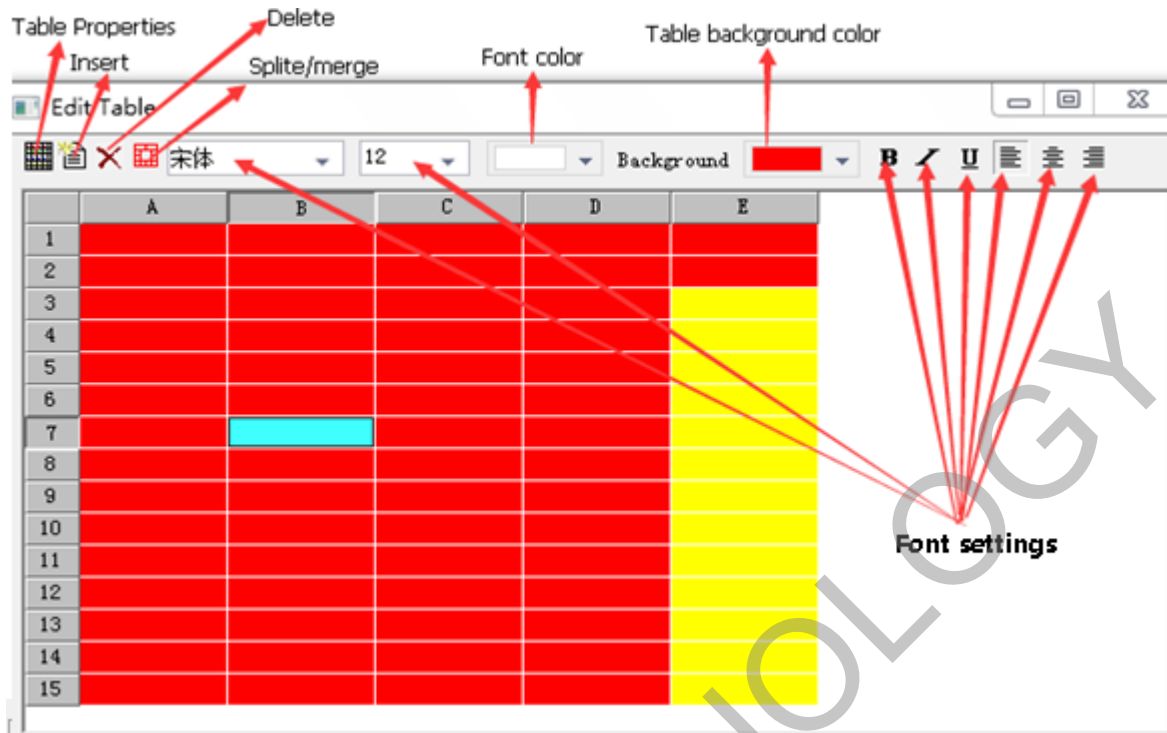 Table Properties
Delete
Insert
Splite/merge
Font color
Table background color
Edit Table
宋体
12
Background
B I U
A B C D E
1
2
3
4
5
6
7
8
9
10
11
12
13
14
15
Font settings
OLOGY